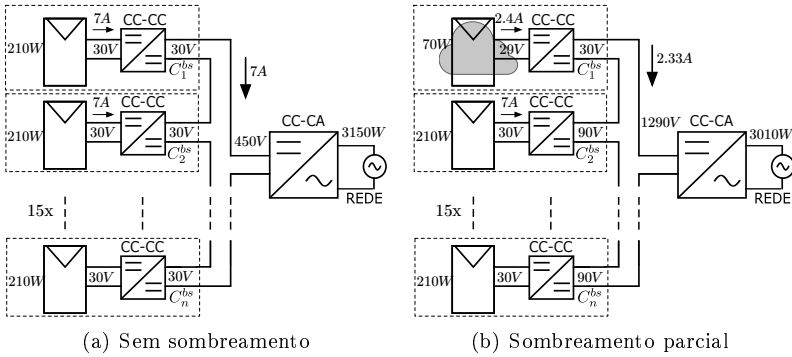 7A CC-CC
210W 30V 30V
C₁ᵇˢ
7A
7A CC-CC
210W 30V 30V
C₂ᵇˢ
450V CC-CA 3150W
REDE
15x
CC-CC
210W 30V 30V
Cₙᵇˢ
(a) Sem sombreamento
2.4A CC-CC
70W 29V 30V
C₁ᵇˢ
2.33A
7A CC-CC
210W 30V 90V
C₂ᵇˢ
1290V CC-CA 3010W
REDE
15x
CC-CC
210W 30V 90V
Cₙᵇˢ
(b) Sombreamento parcial